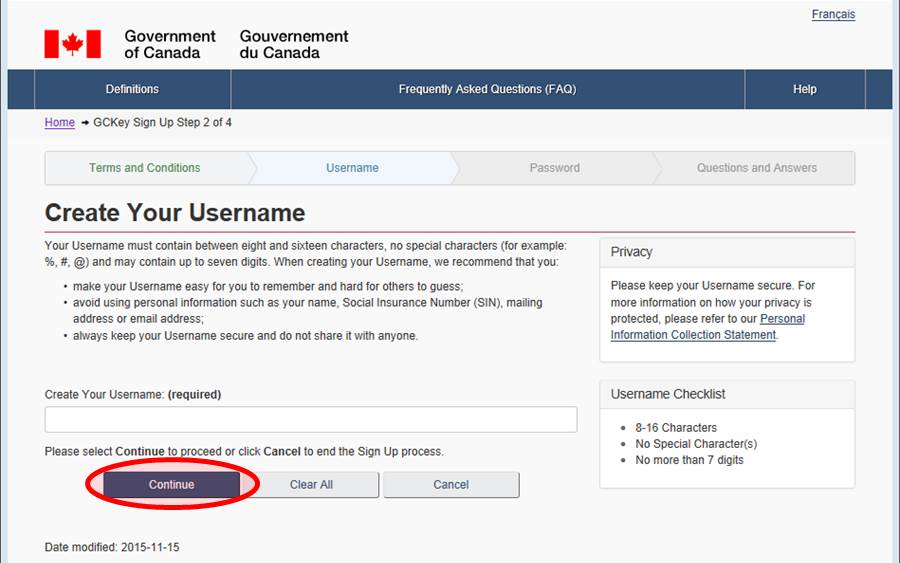 Français
Government of Canada
Gouvernement du Canada
Definitions
Frequently Asked Questions (FAQ)
Help
Home ➔ GCKey Sign Up Step 2 of 4
Terms and Conditions
Username
Password
Questions and Answers
Create Your Username
Your Username must contain between eight and sixteen characters, no special characters (for example:
%, #, @) and may contain up to seven digits. When creating your Username, we recommend that you:
• make your Username easy for you to remember and hard for others to guess;
• avoid using personal information such as your name, Social Insurance Number (SIN), mailing
address or email address;
• always keep your Username secure and do not share it with anyone.
Privacy
Please keep your Username secure. For
more information on how your privacy is
protected, please refer to our Personal
Information Collection Statement.
Create Your Username: (required)
Please select Continue to proceed or click Cancel to end the Sign Up process.
Continue
Clear All
Cancel
Username Checklist
• 8-16 Characters
• No Special Character(s)
• No more than 7 digits
Date modified: 2015-11-15